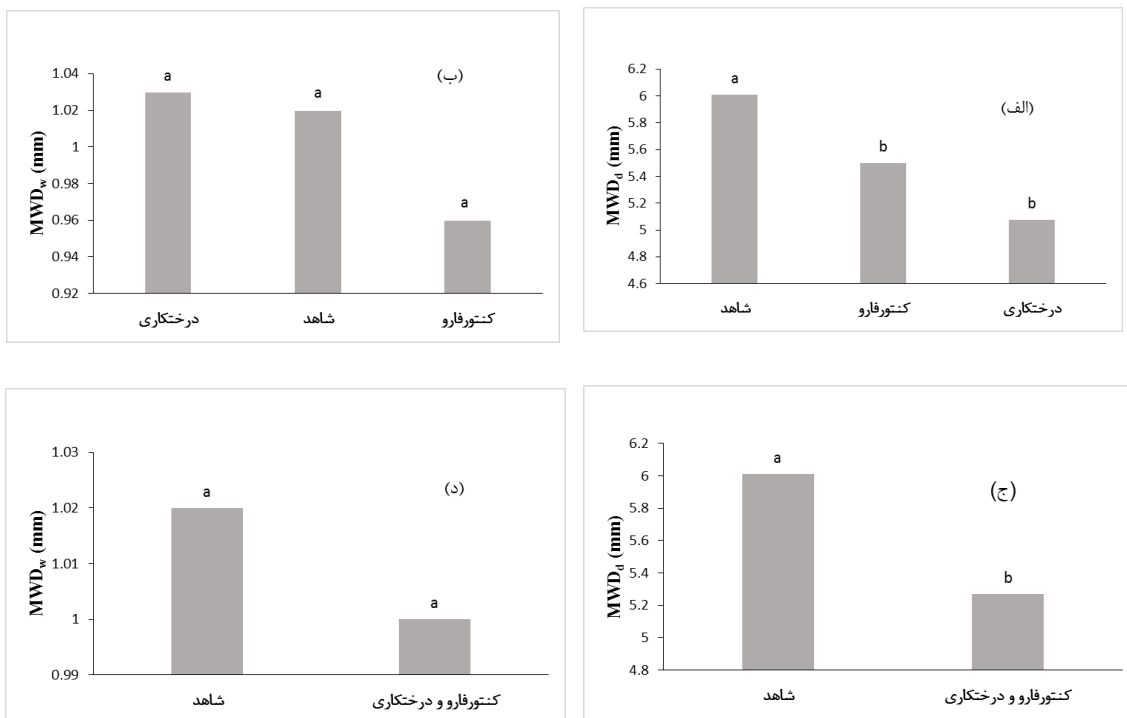 (الف)
MWDd (mm)
6.2
6
5.8
5.6
5.4
5.2
5
4.8
4.6
a
b
b
شاهد
کنتورفارو
درختکاری
(ب)
MWDw (mm)
1.04
1.02
1
0.98
0.96
0.94
0.92
a
a
a
درختکاری
شاهد
کنتورفارو
(ج)
MWDd (mm)
6.2
6
5.8
5.6
5.4
5.2
5
4.8
a
b
شاهد
کنتورفارو و درختکاری
(د)
MWDw (mm)
1.03
1.02
1.01
1
0.99
a
a
شاهد
کنتورفارو و درختکاری